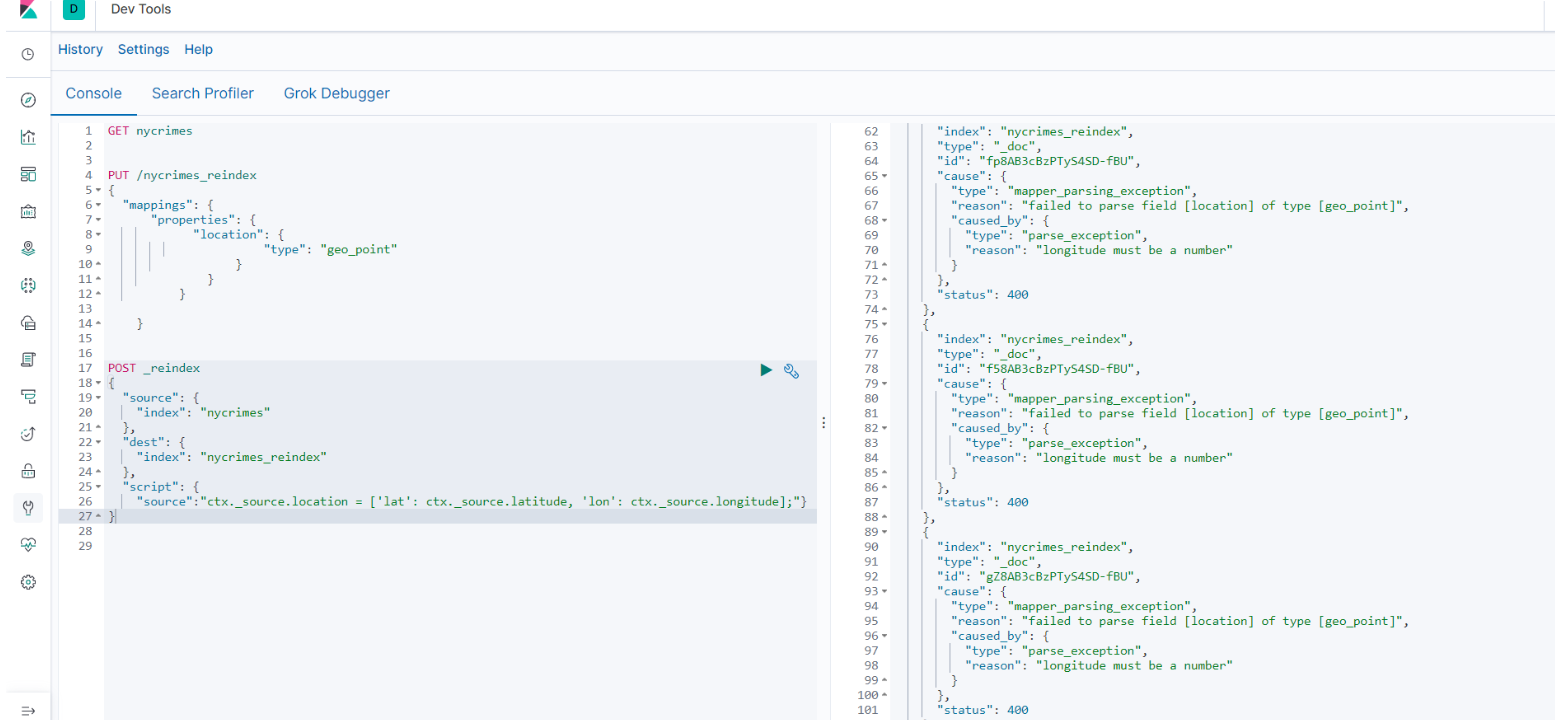 D Dev Tools
History Settings Help
Console Search Profiler Grok Debugger
1 GET nycrimes
2
3
4 PUT /nycrimes_reindex
5 {
6 "mappings": {
7 "properties": {
8 "location": {
9 "type": "geo_point"
10 }
11 }
12 }
13
14 }
15
16
17 POST _reindex
18 {
19 "source": {
20 "index": "nycrimes"
21 },
22 "dest": {
23 "index": "nycrimes_reindex"
24 },
25 "script": {
26 "source":"ctx._source.location = ['lat': ctx._source.latitude, 'lon': ctx._source.longitude];"}
27 }
28
29
62 "index": "nycrimes_reindex",
63 "type": "_doc",
64 "id": "fp8AB3cBzPTyS4SD-fBU",
65 "cause": {
66 "type": "mapper_parsing_exception",
67 "reason": "failed to parse field [location] of type [geo_point]",
68 "caused_by": {
69 "type": "parse_exception",
70 "reason": "longitude must be a number"
71 }
72 },
73 "status": 400
74 },
75 {
76 "index": "nycrimes_reindex",
77 "type": "_doc",
78 "id": "f58AB3cBzPTyS4SD-fBU",
79 "cause": {
80 "type": "mapper_parsing_exception",
81 "reason": "failed to parse field [location] of type [geo_point]",
82 "caused_by": {
83 "type": "parse_exception",
84 "reason": "longitude must be a number"
85 }
86 },
87 "status": 400
88 },
89 {
90 "index": "nycrimes_reindex",
91 "type": "_doc",
92 "id": "gZ8AB3cBzPTyS4SD-fBU",
93 "cause": {
94 "type": "mapper_parsing_exception",
95 "reason": "failed to parse field [location] of type [geo_point]",
96 "caused_by": {
97 "type": "parse_exception",
98 "reason": "longitude must be a number"
99 }
100 },
101 "status": 400